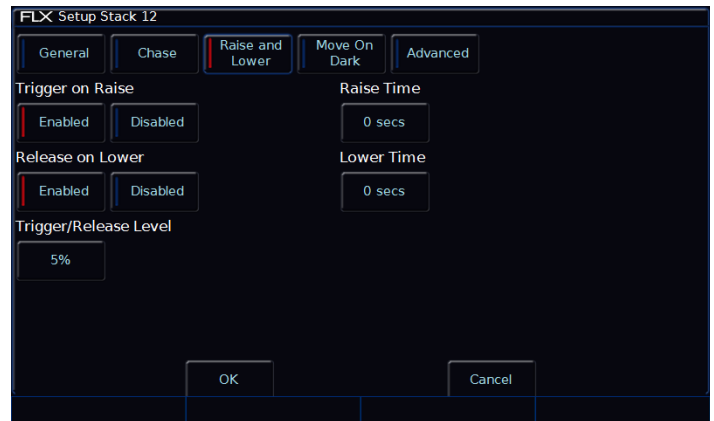 FLX Setup Stack 12
General
Chase
Raise and
Lower
Move On
Dark
Advanced
Trigger on Raise
Raise Time
Enabled
Disabled
0 secs
Release on Lower
Lower Time
Enabled
Disabled
0 secs
Trigger/Release Level
5%
OK
Cancel